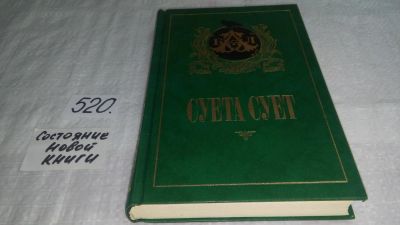 520.
Состояние
новой
книги
СУЕТА СУЕТ